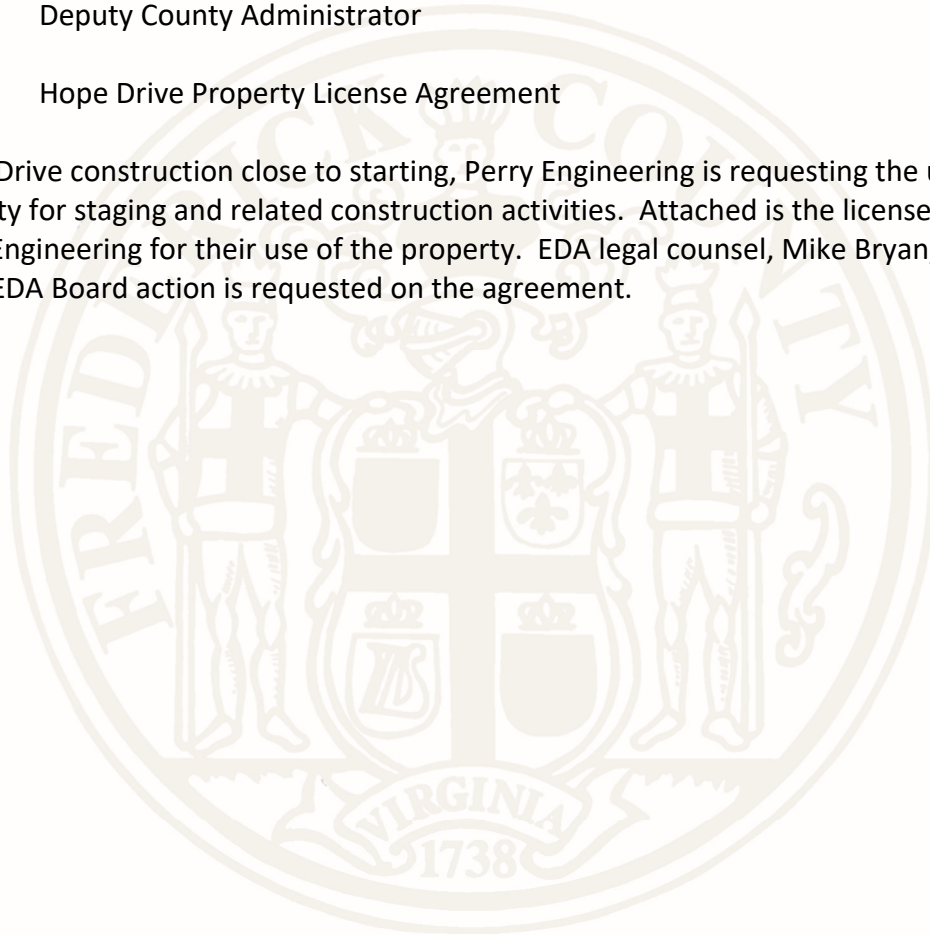 Deputy County Administrator
Hope Drive Property License Agreement
Drive construction close to starting, Perry Engineering is requesting the
ty for staging and related construction activities. Attached is the license
Engineering for their use of the property. EDA legal counsel, Mike Bryan,
EDA Board action is requested on the agreement.
FREDERICK COUNTY
VIRGINIA
1738